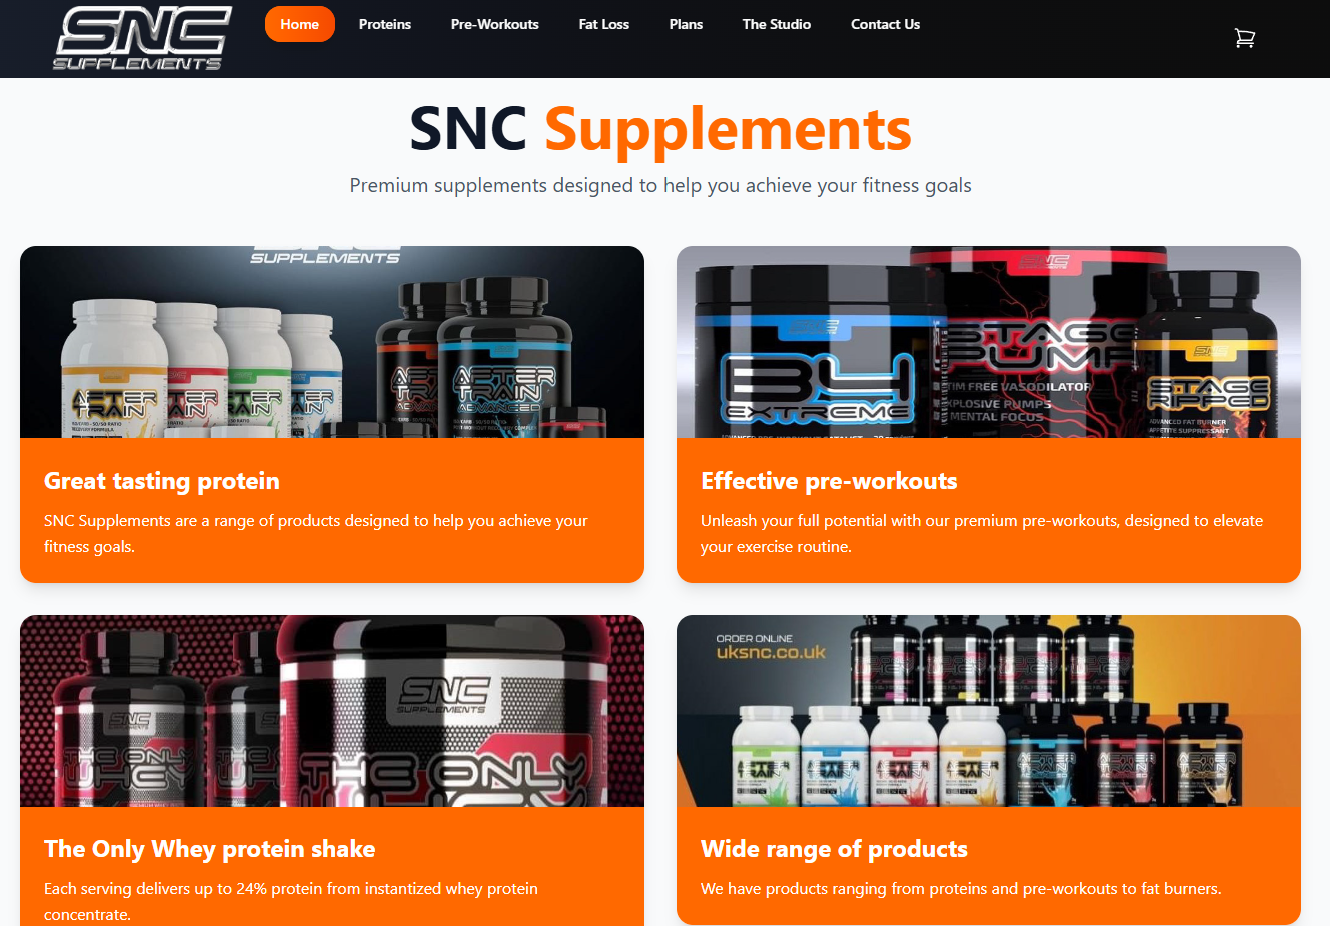 SNC
SUPPLEMENTS
Home Proteins Pre-Workouts Fat Loss Plans The Studio Contact Us
SNC Supplements
Premium supplements designed to help you achieve your fitness goals
SUPPLEMENTS
AFTER TRAIN
AFTER TRAIN ADVANCED
Great tasting protein
SNC Supplements are a range of products designed to help you achieve your
fitness goals.
SNC
B4
EXTREME
SNC
STAGE
PUMP
STIM FREE VASODILATOR
EXPLOSIVE PUMPS
MENTAL FOCUS
SNC
STAGE
RIPPED
ADVANCED FAT BURNER
APPETITE SUPPRESSANT
Effective pre-workouts
Unleash your full potential with our premium pre-workouts, designed to elevate
your exercise routine.
SNC
SUPPLEMENTS
THE ONLY
WHEY
The Only Whey protein shake
Each serving delivers up to 24% protein from instantized whey protein
concentrate.
ORDER ONLINE
uksnc.co.uk
AFTER
TRAIN
Wide range of products
We have products ranging from proteins and pre-workouts to fat burners.